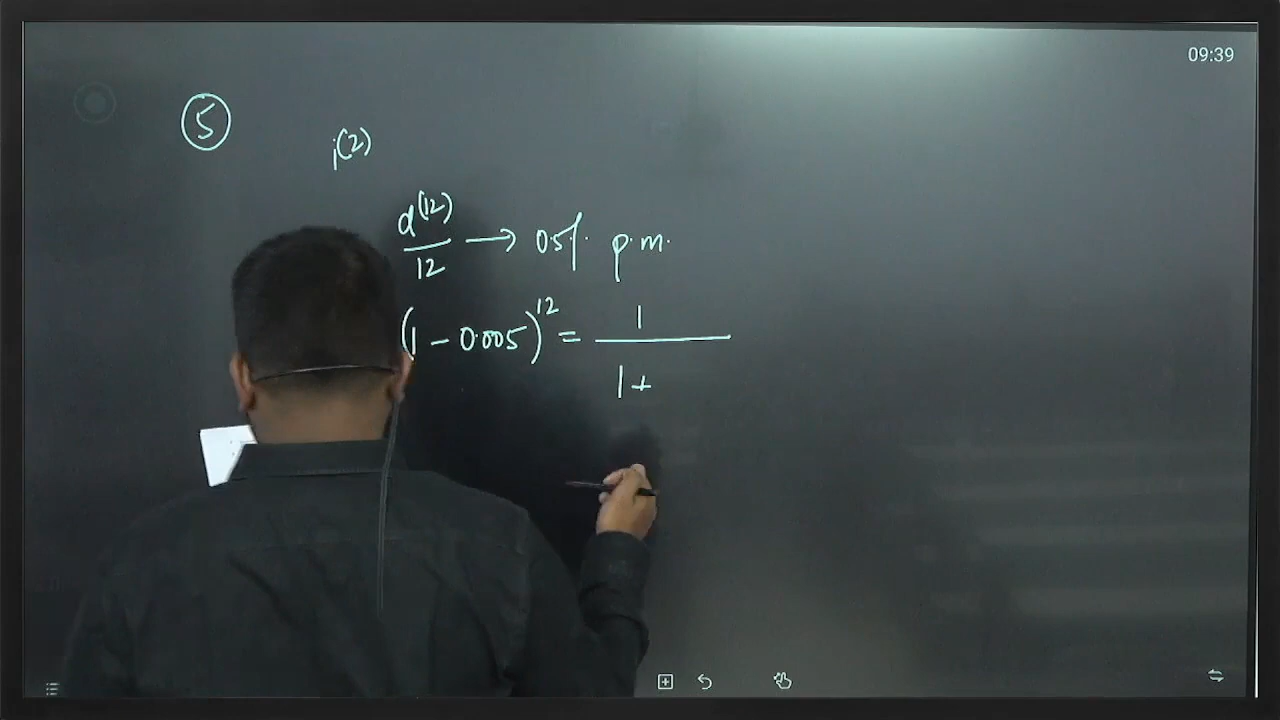 09:39
5
i(2)
d(12)
12 → 0.5%. p.m.
(1 - 0.005)12 = 1
1 +